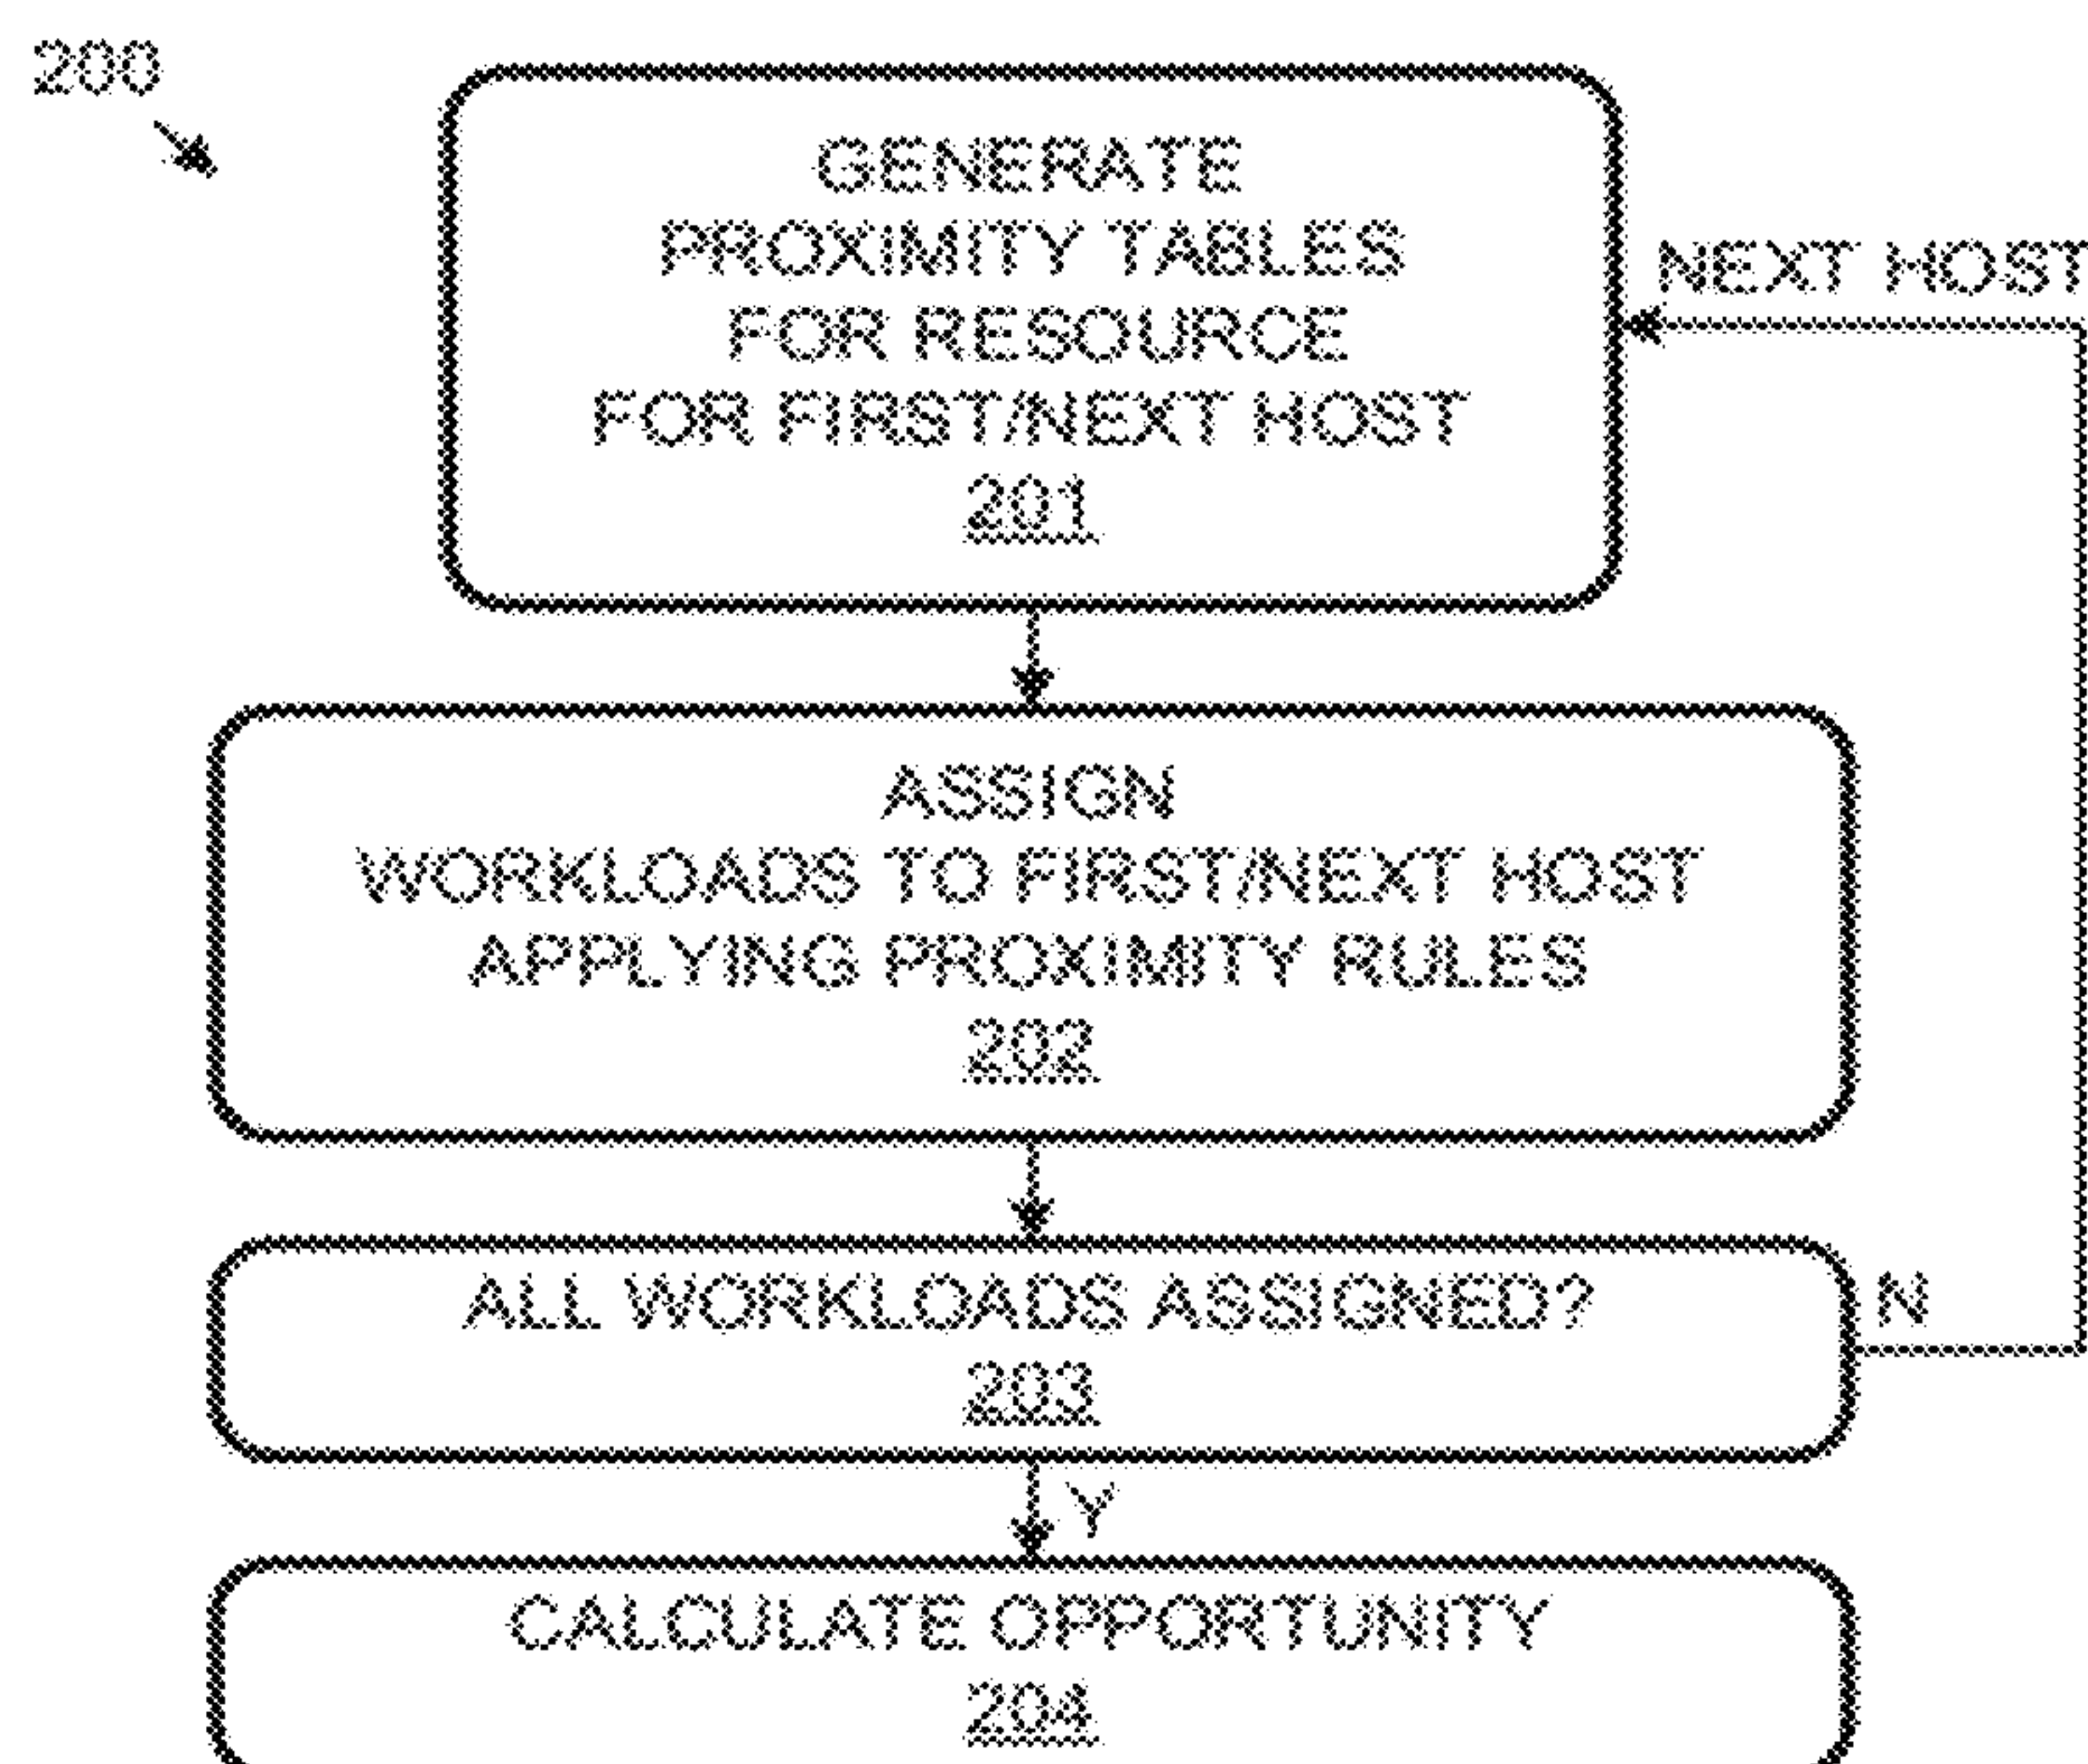 200
GENERATE
PROXIMITY TABLES
FOR RESOURCE
FOR FIRST/NEXT HOST
201
NEXT HOST
ASSIGN
WORKLOADS TO FIRST/NEXT HOST
APPLYING PROXIMITY RULES
202
ALL WORKLOADS ASSIGNED?
203
N
Y
CALCULATE OPPORTUNITY
204